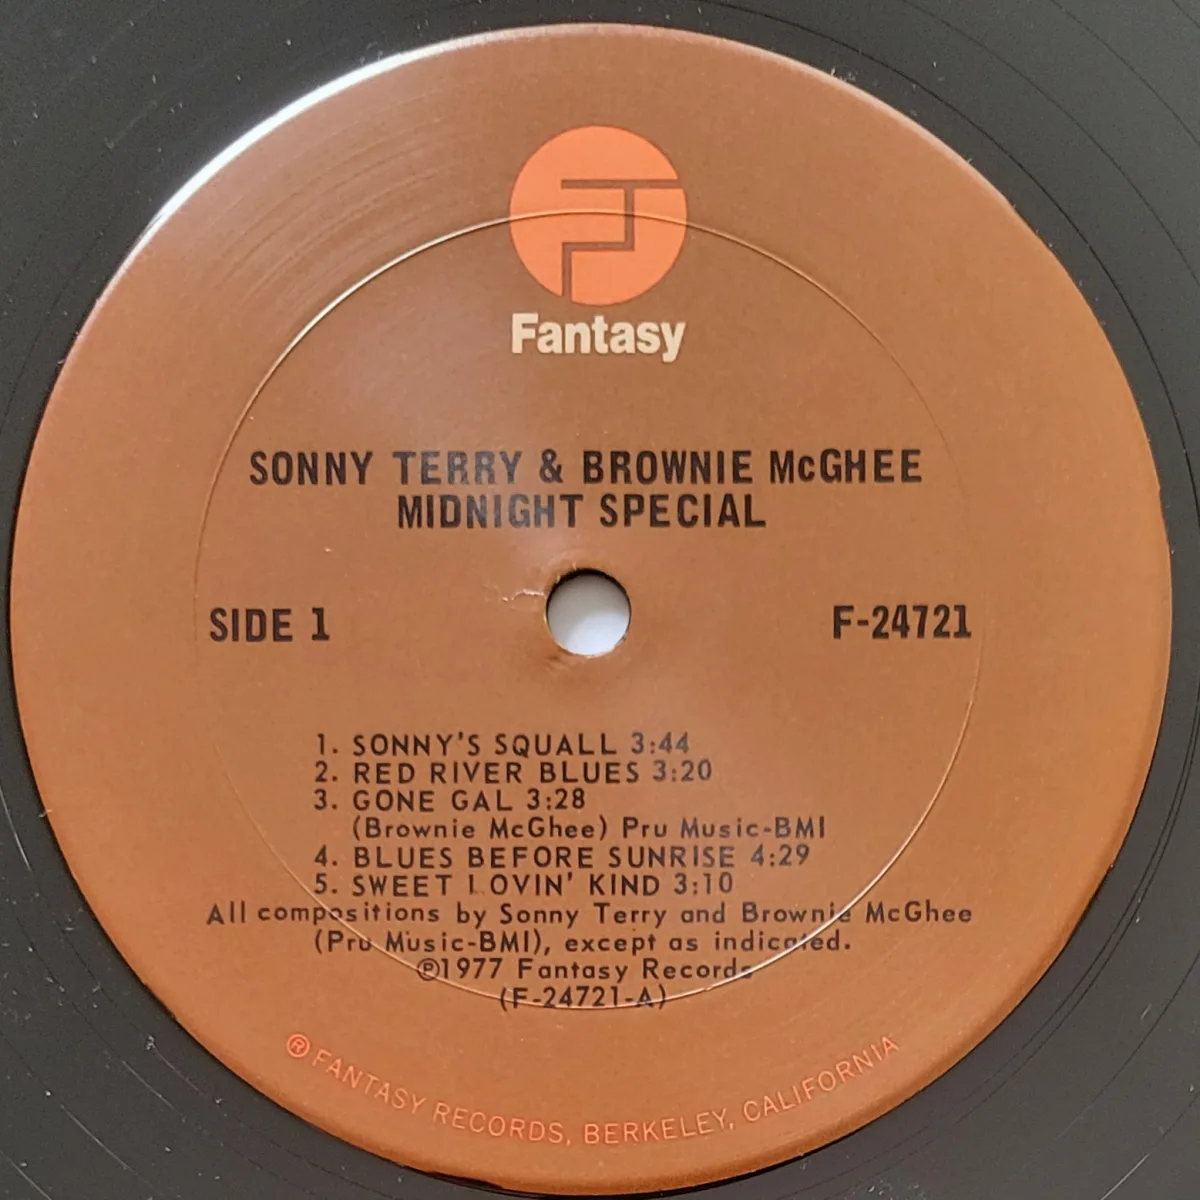 Fantasy
SONNY TERRY & BROWNIE McGHEE
MIDNIGHT SPECIAL
SIDE 1
F-24721
1. SONNY'S SQUALL 3:44
2. RED RIVER BLUES 3:20
3. GONE GAL 3:28
(Brownie McGhee) Pru Music-BMI
4. BLUES BEFORE SUNRISE 4:29
5. SWEET LOVIN' KIND 3:10
All compositions by Sonny Terry and Brownie McGhee
(Pru Music-BMI), except as indicated.
℗1977 Fantasy Records
(F-24721-A)
® FANTASY RECORDS, BERKELEY, CALIFORNIA